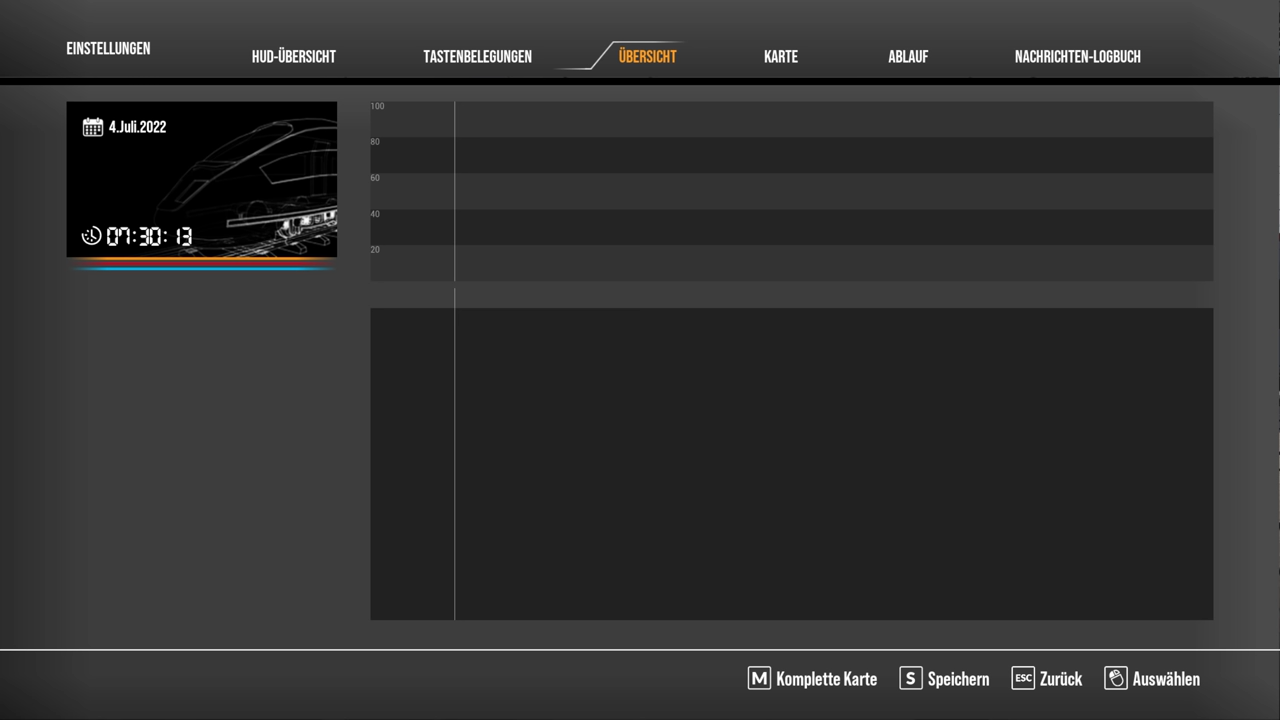 EINSTELLUNGEN
HUD-ÜBERSICHT
TASTENBELEGUNGEN
ÜBERSICHT
KARTE
ABLAUF
NACHRICHTEN-LOGBUCH
4.Juli.2022
07:30:13
100
80
60
40
20
M Komplette Karte
S Speichern
ESC Zurück
Auswählen